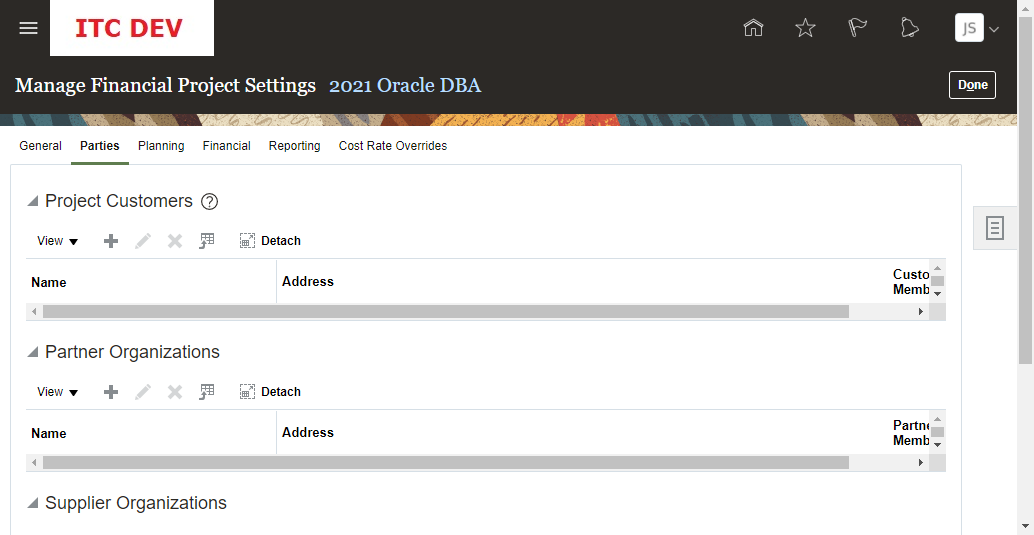 ITC DEV
JS
Manage Financial Project Settings 2021 Oracle DBA
Done
General Parties Planning Financial Reporting Cost Rate Overrides
Project Customers ?
View Detach
Name Address Custo
Memb
Partner Organizations
View Detach
Name Address Partne
Memb
Supplier Organizations